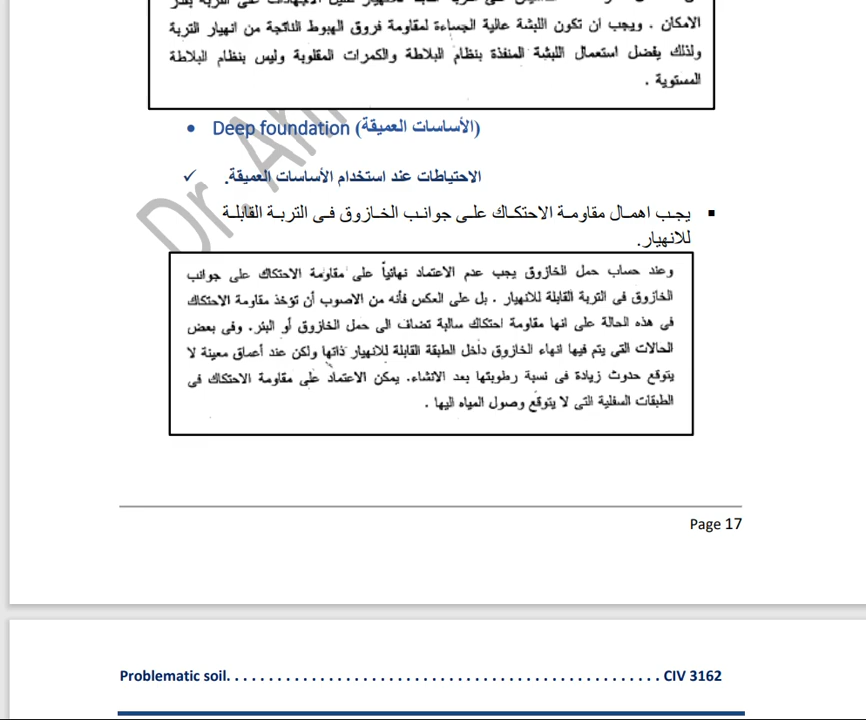 الامكان . ويجب ان تكون اللبشة عالية الجساءة لمقاومة فروق الهبوط الناتجة من انهيار التربة
ولذلك يفضل استعمال اللبشة المنفذة بنظام البلاطة والكمرات المقلوبة وليس بنظام البلاطة
المستوية .
• Deep foundation (الأساسات العميقة)
✓ الاحتياطات عند استخدام الأساسات العميقة.
▪ يجب اهمال مقاومة الاحتكاك على جوانب الخازوق فى التربة القابلة
للانهيار.
وعند حساب حمل الخازوق يجب عدم الاعتماد نهائياً على مقاومة الاحتكاك على جوانب
الخازوق فى التربة القابلة للانهيار . بل على العكس فأنه من الاصوب أن تؤخذ مقاومة الاحتكاك
فى هذه الحالة على انها مقاومة احتكاك سالبة تضاف الى حمل الخازوق أو البئر. وفى بعض
الحالات التى يتم فيها انهاء الخازوق داخل الطبقة القابلة للانهيار ذاتها ولكن عند أعماق معينة لا
يتوقع حدوث زيادة فى نسبة رطوبتها بعد الانشاء. يمكن الاعتماد على مقاومة الاحتكاك فى
الطبقات السفلية التى لا يتوقع وصول المياه اليها .
Page 17
Problematic soil. . . . . . . . . . . . . . . . . . . . . . . . . . . . . . . . . . . . . . . . . . . . . . . . . . . . CIV 3162